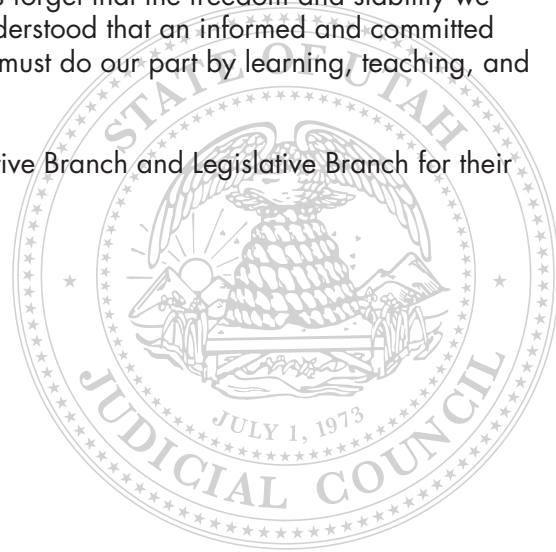 forget that the freedom and stability we
derstood that an informed and committed
must do our part by learning, teaching, and
tive Branch and Legislative Branch for their
STATE OF UTAH
JULY 1, 1973
JUDICIAL COUNCIL